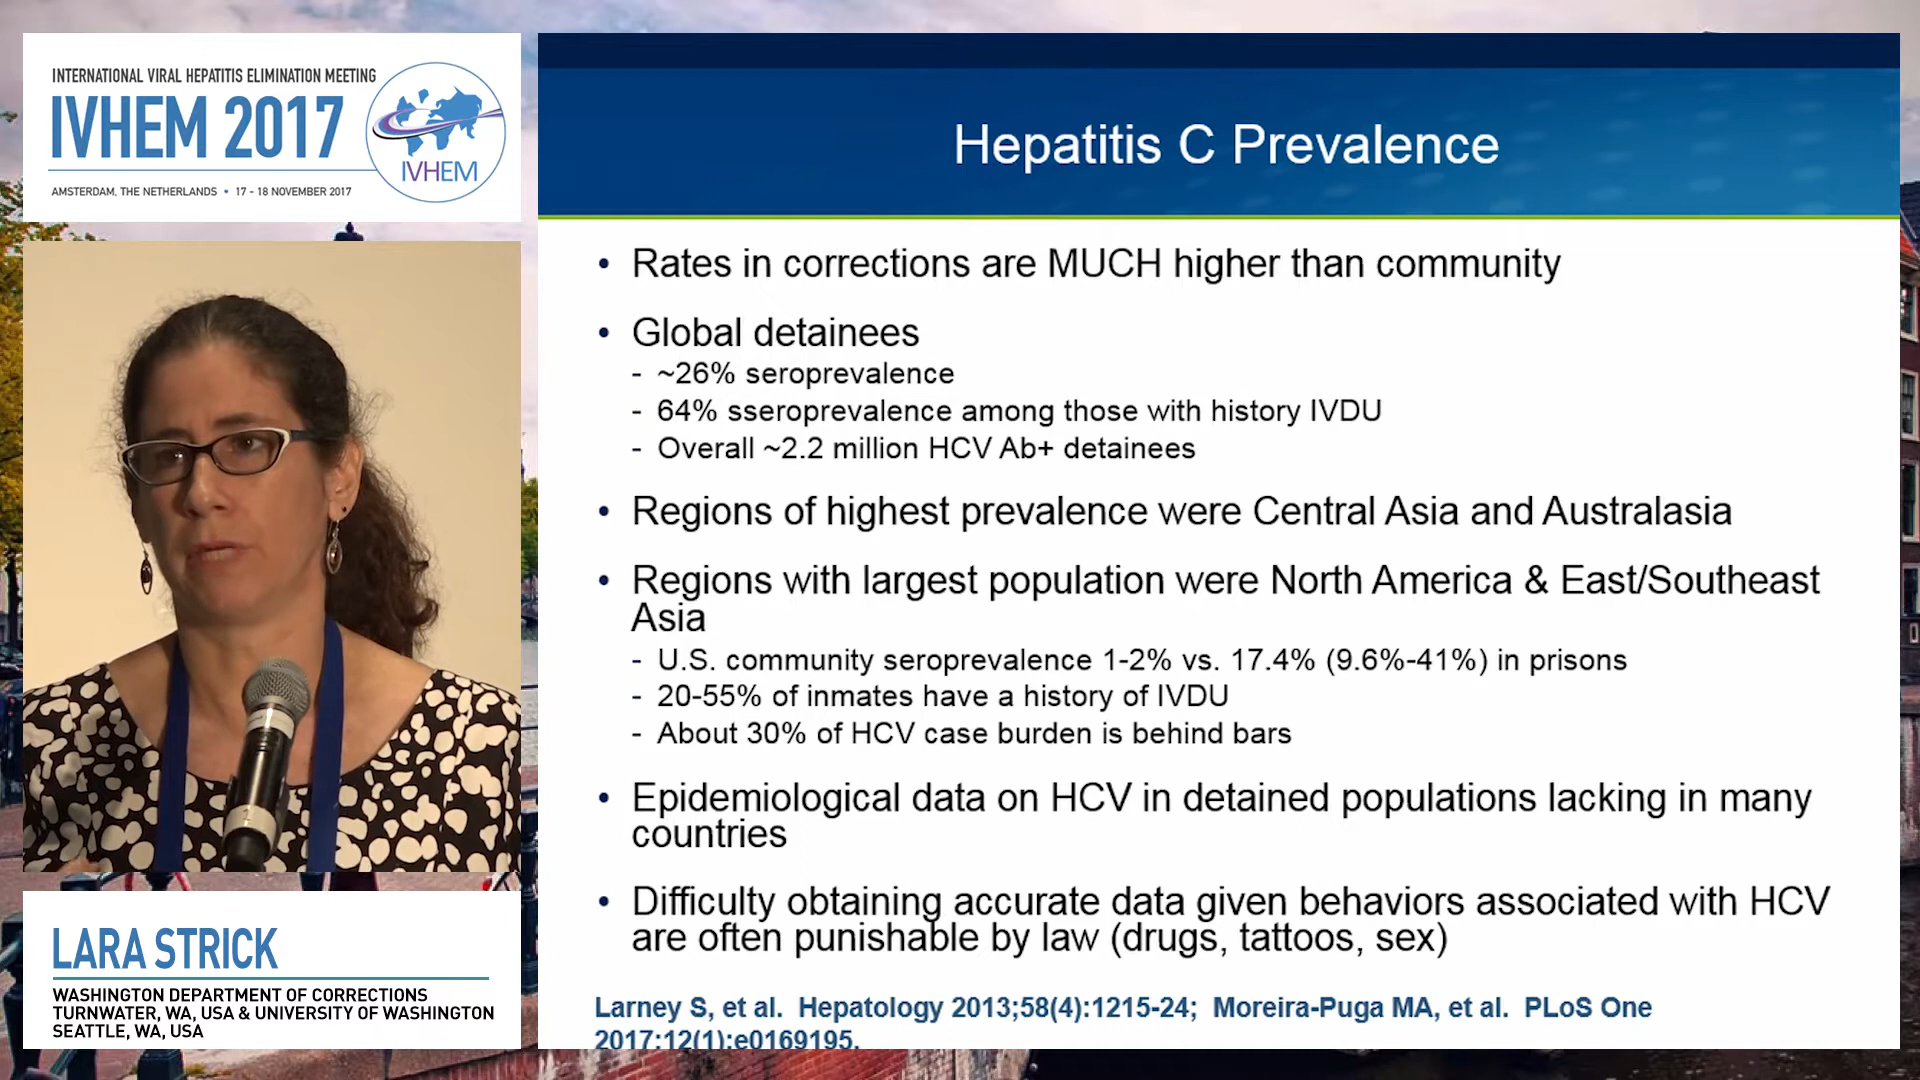 INTERNATIONAL VIRAL HEPATITIS ELIMINATION MEETING
IVHEM 2017
IVHEM
AMSTERDAM, THE NETHERLANDS • 17 - 18 NOVEMBER 2017
LARA STRICK
WASHINGTON DEPARTMENT OF CORRECTIONS
TURNWATER, WA, USA & UNIVERSITY OF WASHINGTON
SEATTLE, WA, USA
Hepatitis C Prevalence
• Rates in corrections are MUCH higher than community
• Global detainees
- ~26% seroprevalence
- 64% sseroprevalence among those with history IVDU
- Overall ~2.2 million HCV Ab+ detainees
• Regions of highest prevalence were Central Asia and Australasia
• Regions with largest population were North America & East/Southeast
Asia
- U.S. community seroprevalence 1-2% vs. 17.4% (9.6%-41%) in prisons
- 20-55% of inmates have a history of IVDU
- About 30% of HCV case burden is behind bars
• Epidemiological data on HCV in detained populations lacking in many
countries
• Difficulty obtaining accurate data given behaviors associated with HCV
are often punishable by law (drugs, tattoos, sex)
Larney S, et al. Hepatology 2013;58(4):1215-24; Moreira-Puga MA, et al. PLoS One
2017;12(1):e0169195.